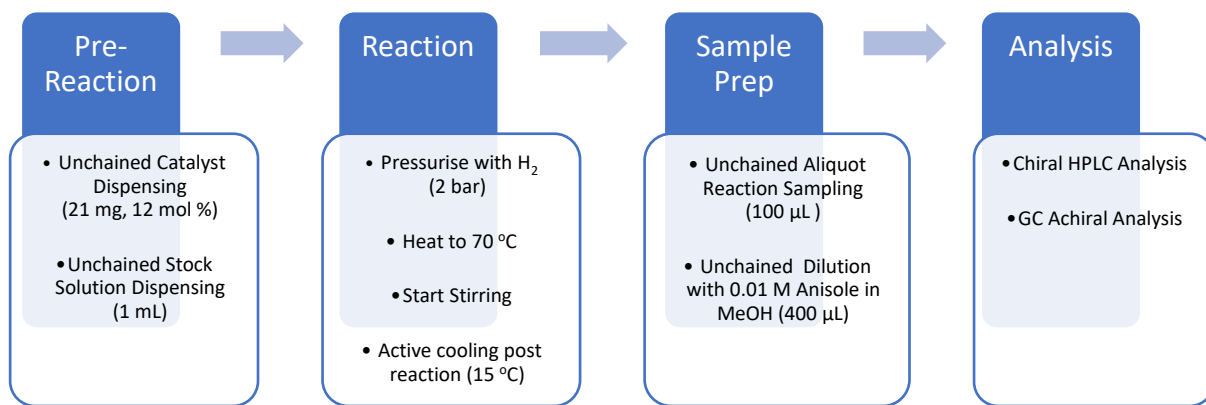 Pre-
Reaction
• Unchained Catalyst
Dispensing
(21 mg, 12 mol %)
•Unchained Stock
Solution Dispensing
(1 mL)
Reaction
• Pressurise with H₂
(2 bar)
• Heat to 70 ᵒC
•Start Stirring
• Active cooling post
reaction (15 ᵒC)
Sample
Prep
• Unchained Aliquot
Reaction Sampling
(100 µL )
• Unchained  Dilution
with 0.01 M Anisole in
MeOH (400 µL)
Analysis
•Chiral HPLC Analysis
•GC Achiral Analysis